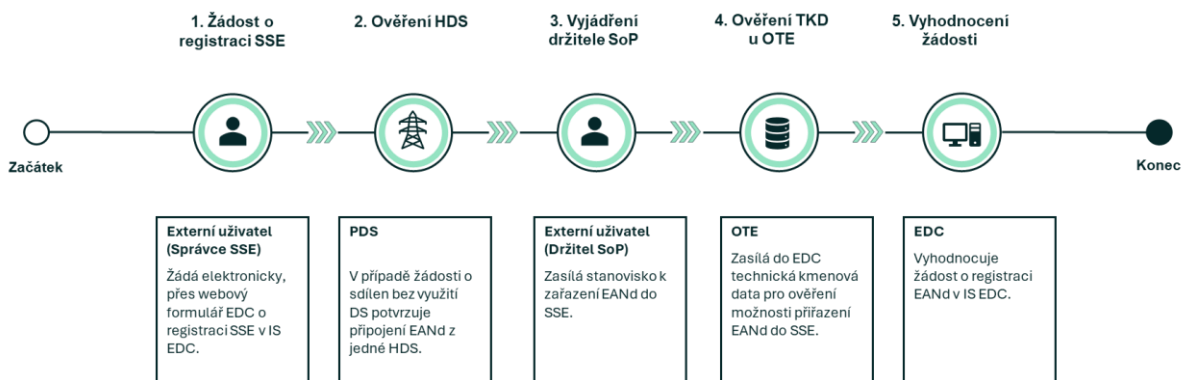 1. Žádost o
registraci SSE
2. Ověření HDS
3. Vyjádření
držitele SoP
4. Ověření TKD
u OTE
5. Vyhodnocení
žádosti
Začátek
Konec
Externí uživatel
(Správce SSE)
Žádá elektronicky,
přes webový
formulář EDC o
registraci SSE v IS
EDC.
PDS
V případě žádosti o
sdílen bez využití
DS potvrzuje
připojení EANd z
jedné HDS.
Externí uživatel
(Držitel SoP)
Zasílá stanovisko k
zařazení EANd do
SSE.
OTE
Zasílá do EDC
technická kmenová
data pro ověření
možnosti přiřazení
EANd do SSE.
EDC
Vyhodnocuje
žádost o registraci
EANd v IS EDC.